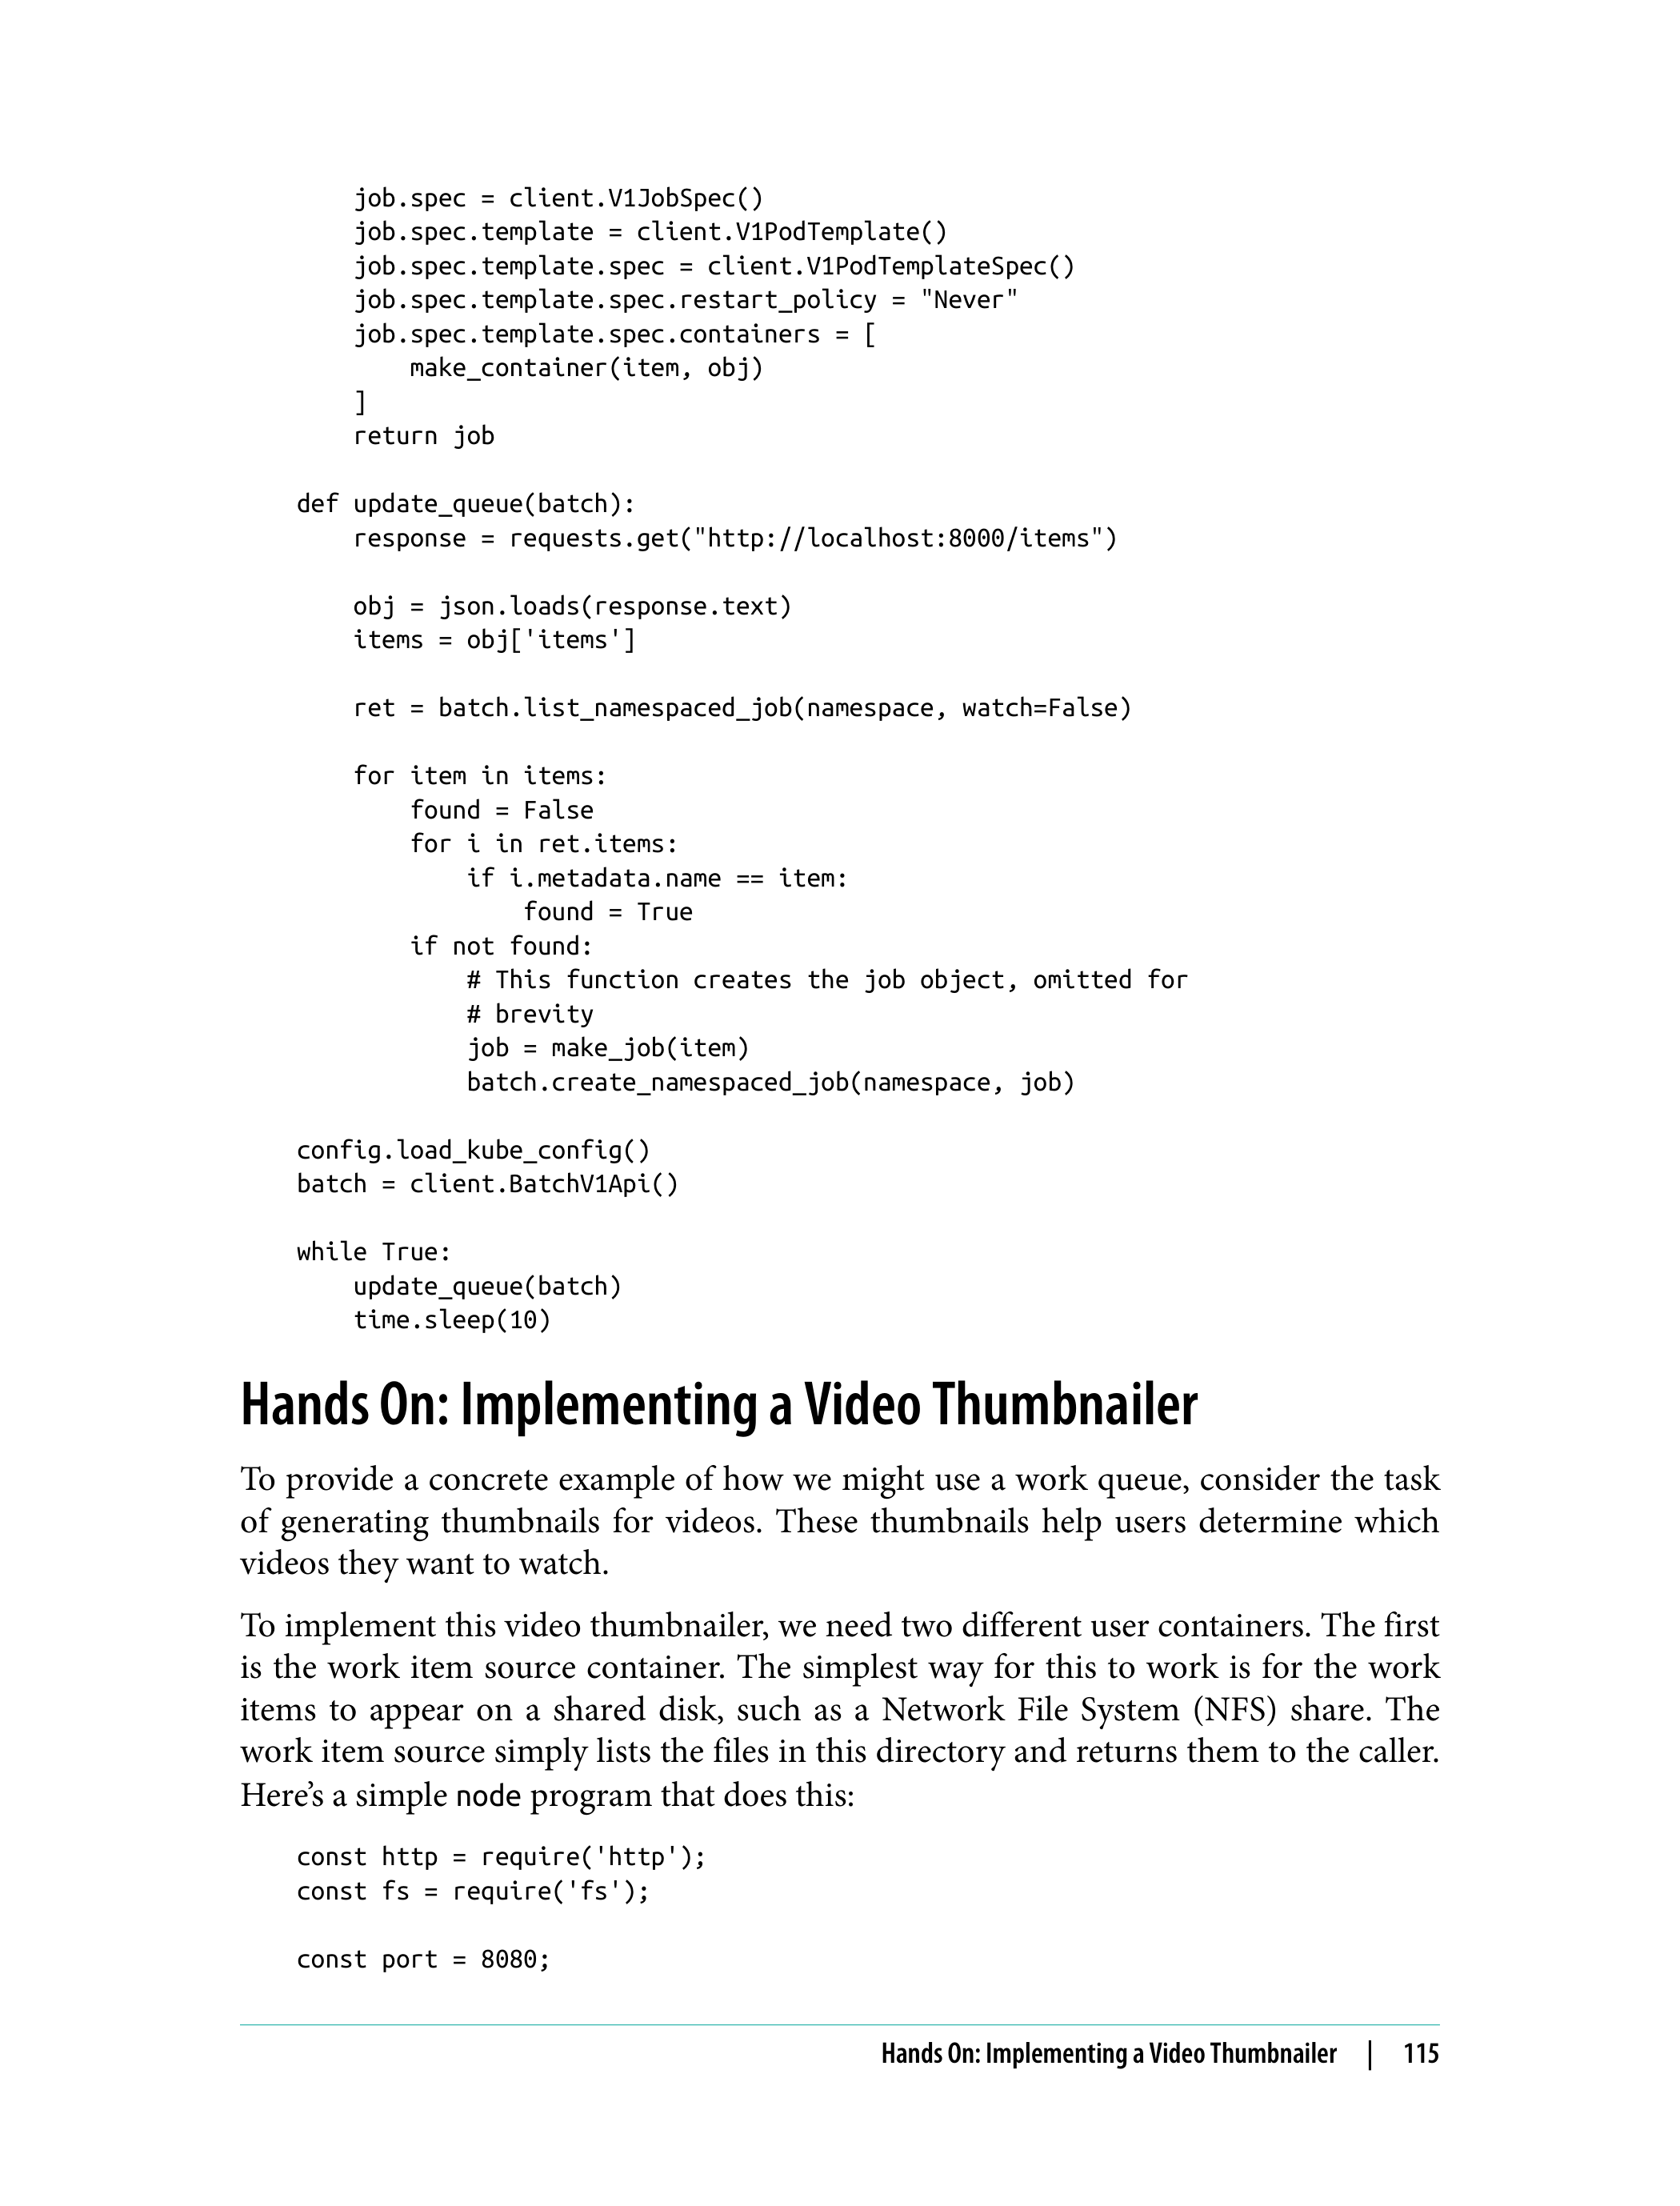 job.spec = client.V1JobSpec()
job.spec.template = client.V1PodTemplate()
job.spec.template.spec = client.V1PodTemplateSpec()
job.spec.template.spec.restart_policy = "Never"
job.spec.template.spec.containers = [
make_container(item, obj)
]
return job
def update_queue(batch):
response = requests.get("http://localhost:8000/items")
obj = json.loads(response.text)
items = obj['items']
ret = batch.list_namespaced_job(namespace, watch=False)
for item in items:
found = False
for i in ret.items:
if i.metadata.name == item:
found = True
if not found:
# This function creates the job object, omitted for
# brevity
job = make_job(item)
batch.create_namespaced_job(namespace, job)
config.load_kube_config()
batch = client.BatchV1Api()
while True:
update_queue(batch)
time.sleep(10)
Hands On: Implementing a Video Thumbnailer
To provide a concrete example of how we might use a work queue, consider the task
of generating thumbnails for videos. These thumbnails help users determine which
videos they want to watch.
To implement this video thumbnailer, we need two different user containers. The first
is the work item source container. The simplest way for this to work is for the work
items to appear on a shared disk, such as a Network File System (NFS) share. The
work item source simply lists the files in this directory and returns them to the caller.
Here’s a simple node program that does this:
const http = require('http');
const fs = require('fs');
const port = 8080;
Hands On: Implementing a Video Thumbnailer | 115